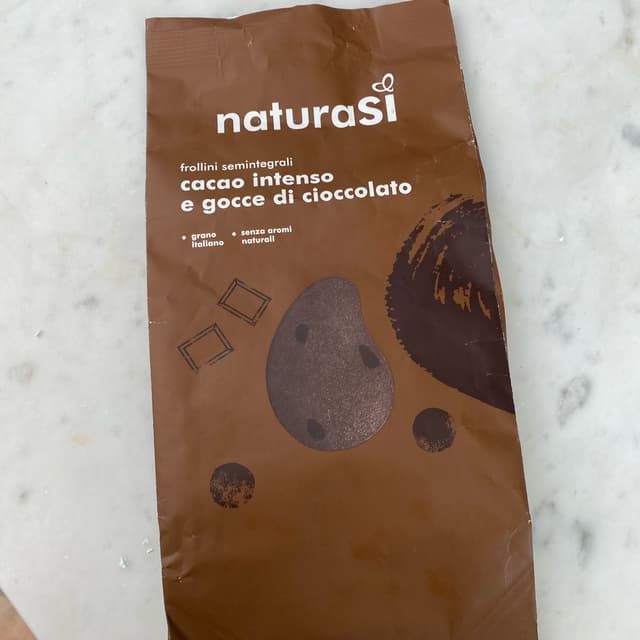 naturasì
frollini semintegrali
cacao intenso
e gocce di cioccolato
• grano italiano
• senza aromi naturali